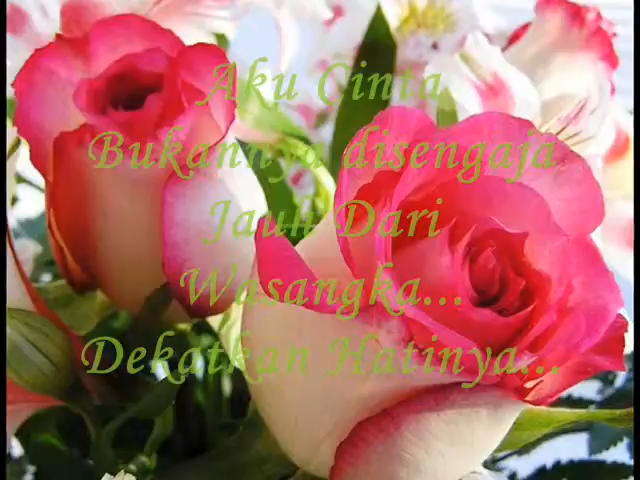 Aku Cinta
Bukannya disengaja
Jauh Dari
Wasangka...
Dekatkan Hatinya...